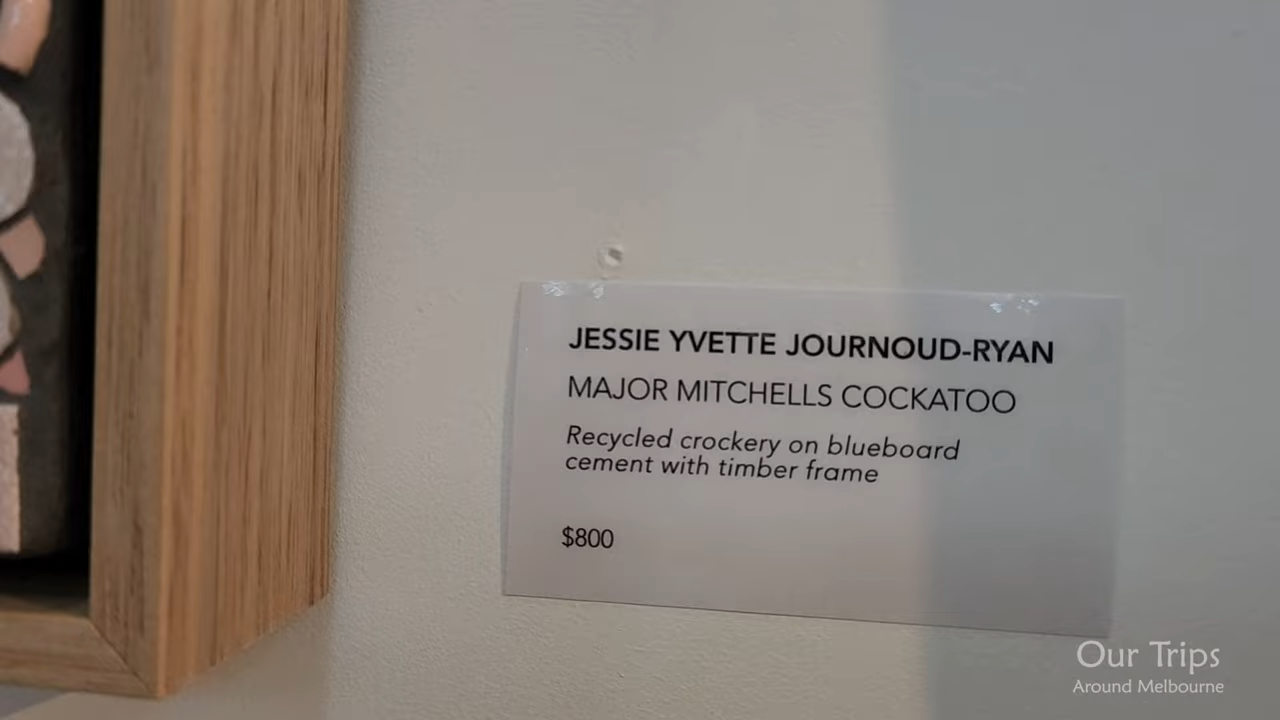 JESSIE YVETTE JOURNOUD-RYAN
MAJOR MITCHELLS COCKATOO
Recycled crockery on blueboard
cement with timber frame
$800
Our Trips
Around Melbourne